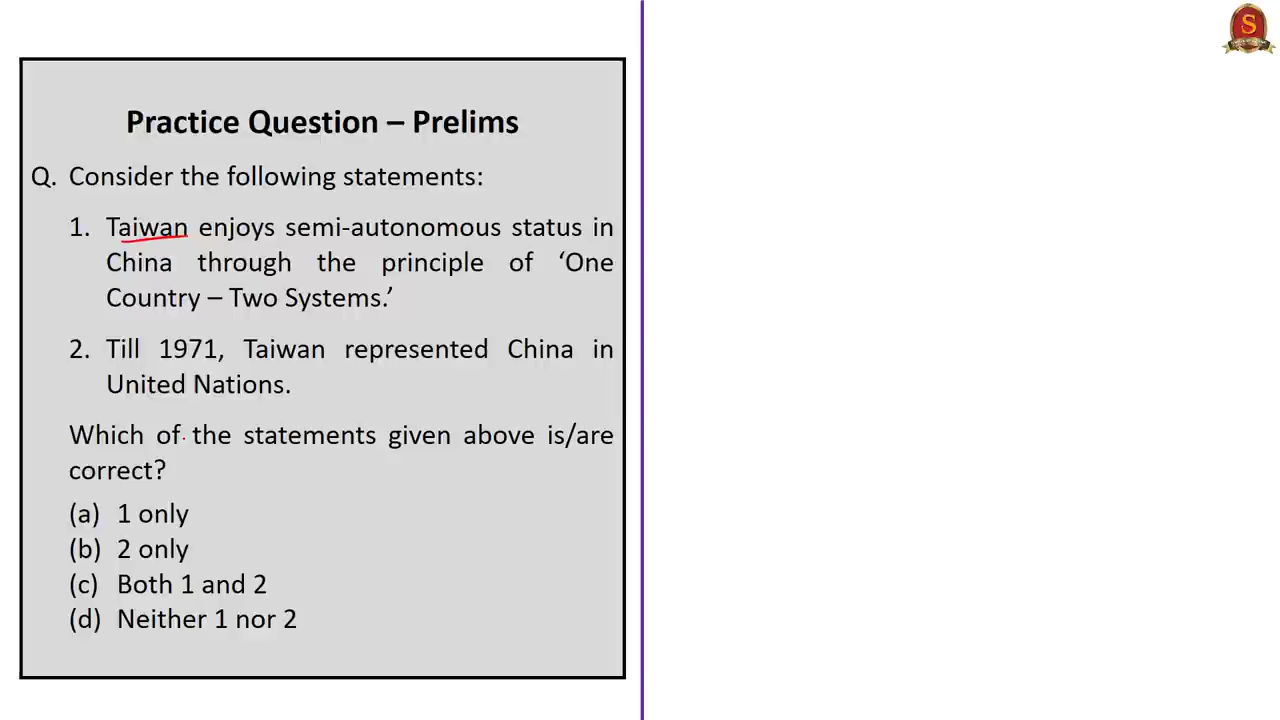 Practice Question – Prelims
Q. Consider the following statements:
1. Taiwan enjoys semi-autonomous status in
China through the principle of ‘One
Country – Two Systems.’
2. Till 1971, Taiwan represented China in
United Nations.
Which of the statements given above is/are
correct?
(a) 1 only
(b) 2 only
(c) Both 1 and 2
(d) Neither 1 nor 2
S